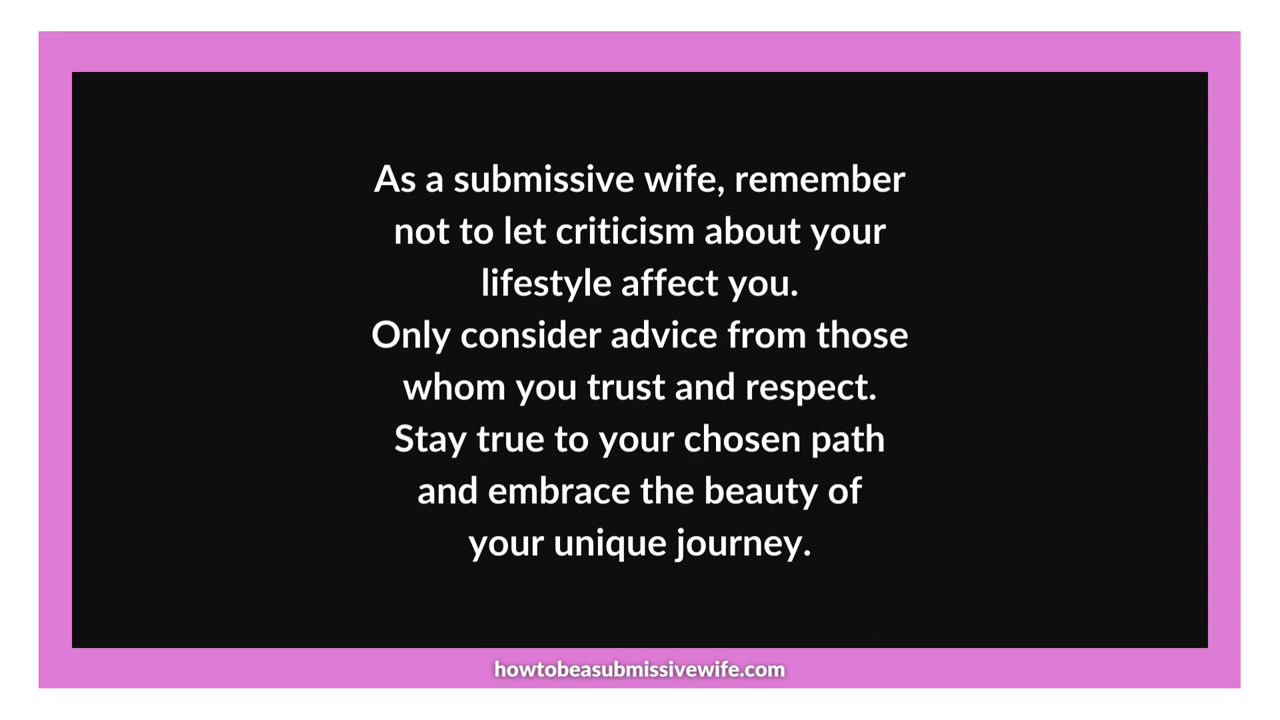 As a submissive wife, remember
not to let criticism about your
lifestyle affect you.
Only consider advice from those
whom you trust and respect.
Stay true to your chosen path
and embrace the beauty of
your unique journey.
howtobeasubmissivewife.com